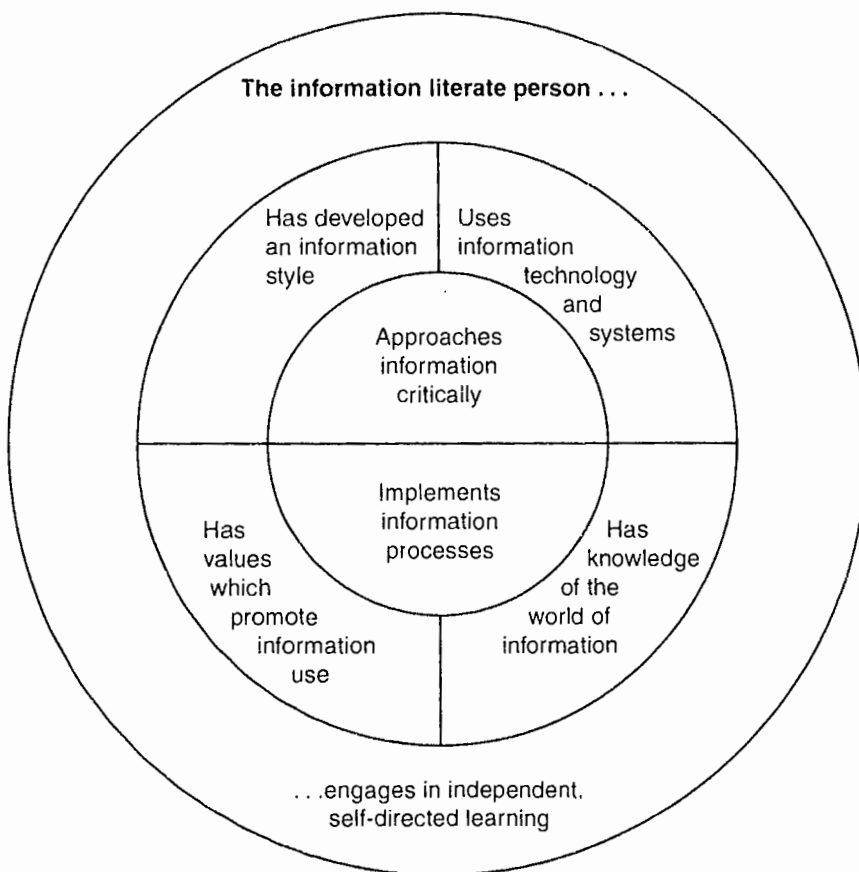 The information literate person . . .
Has developed
an information
style
Uses
information
technology
and
systems
Approaches
information
critically
Implements
information
processes
Has
values
which
promote
information
use
Has
knowledge
of the
world of
information
. . .engages in independent,
self-directed learning